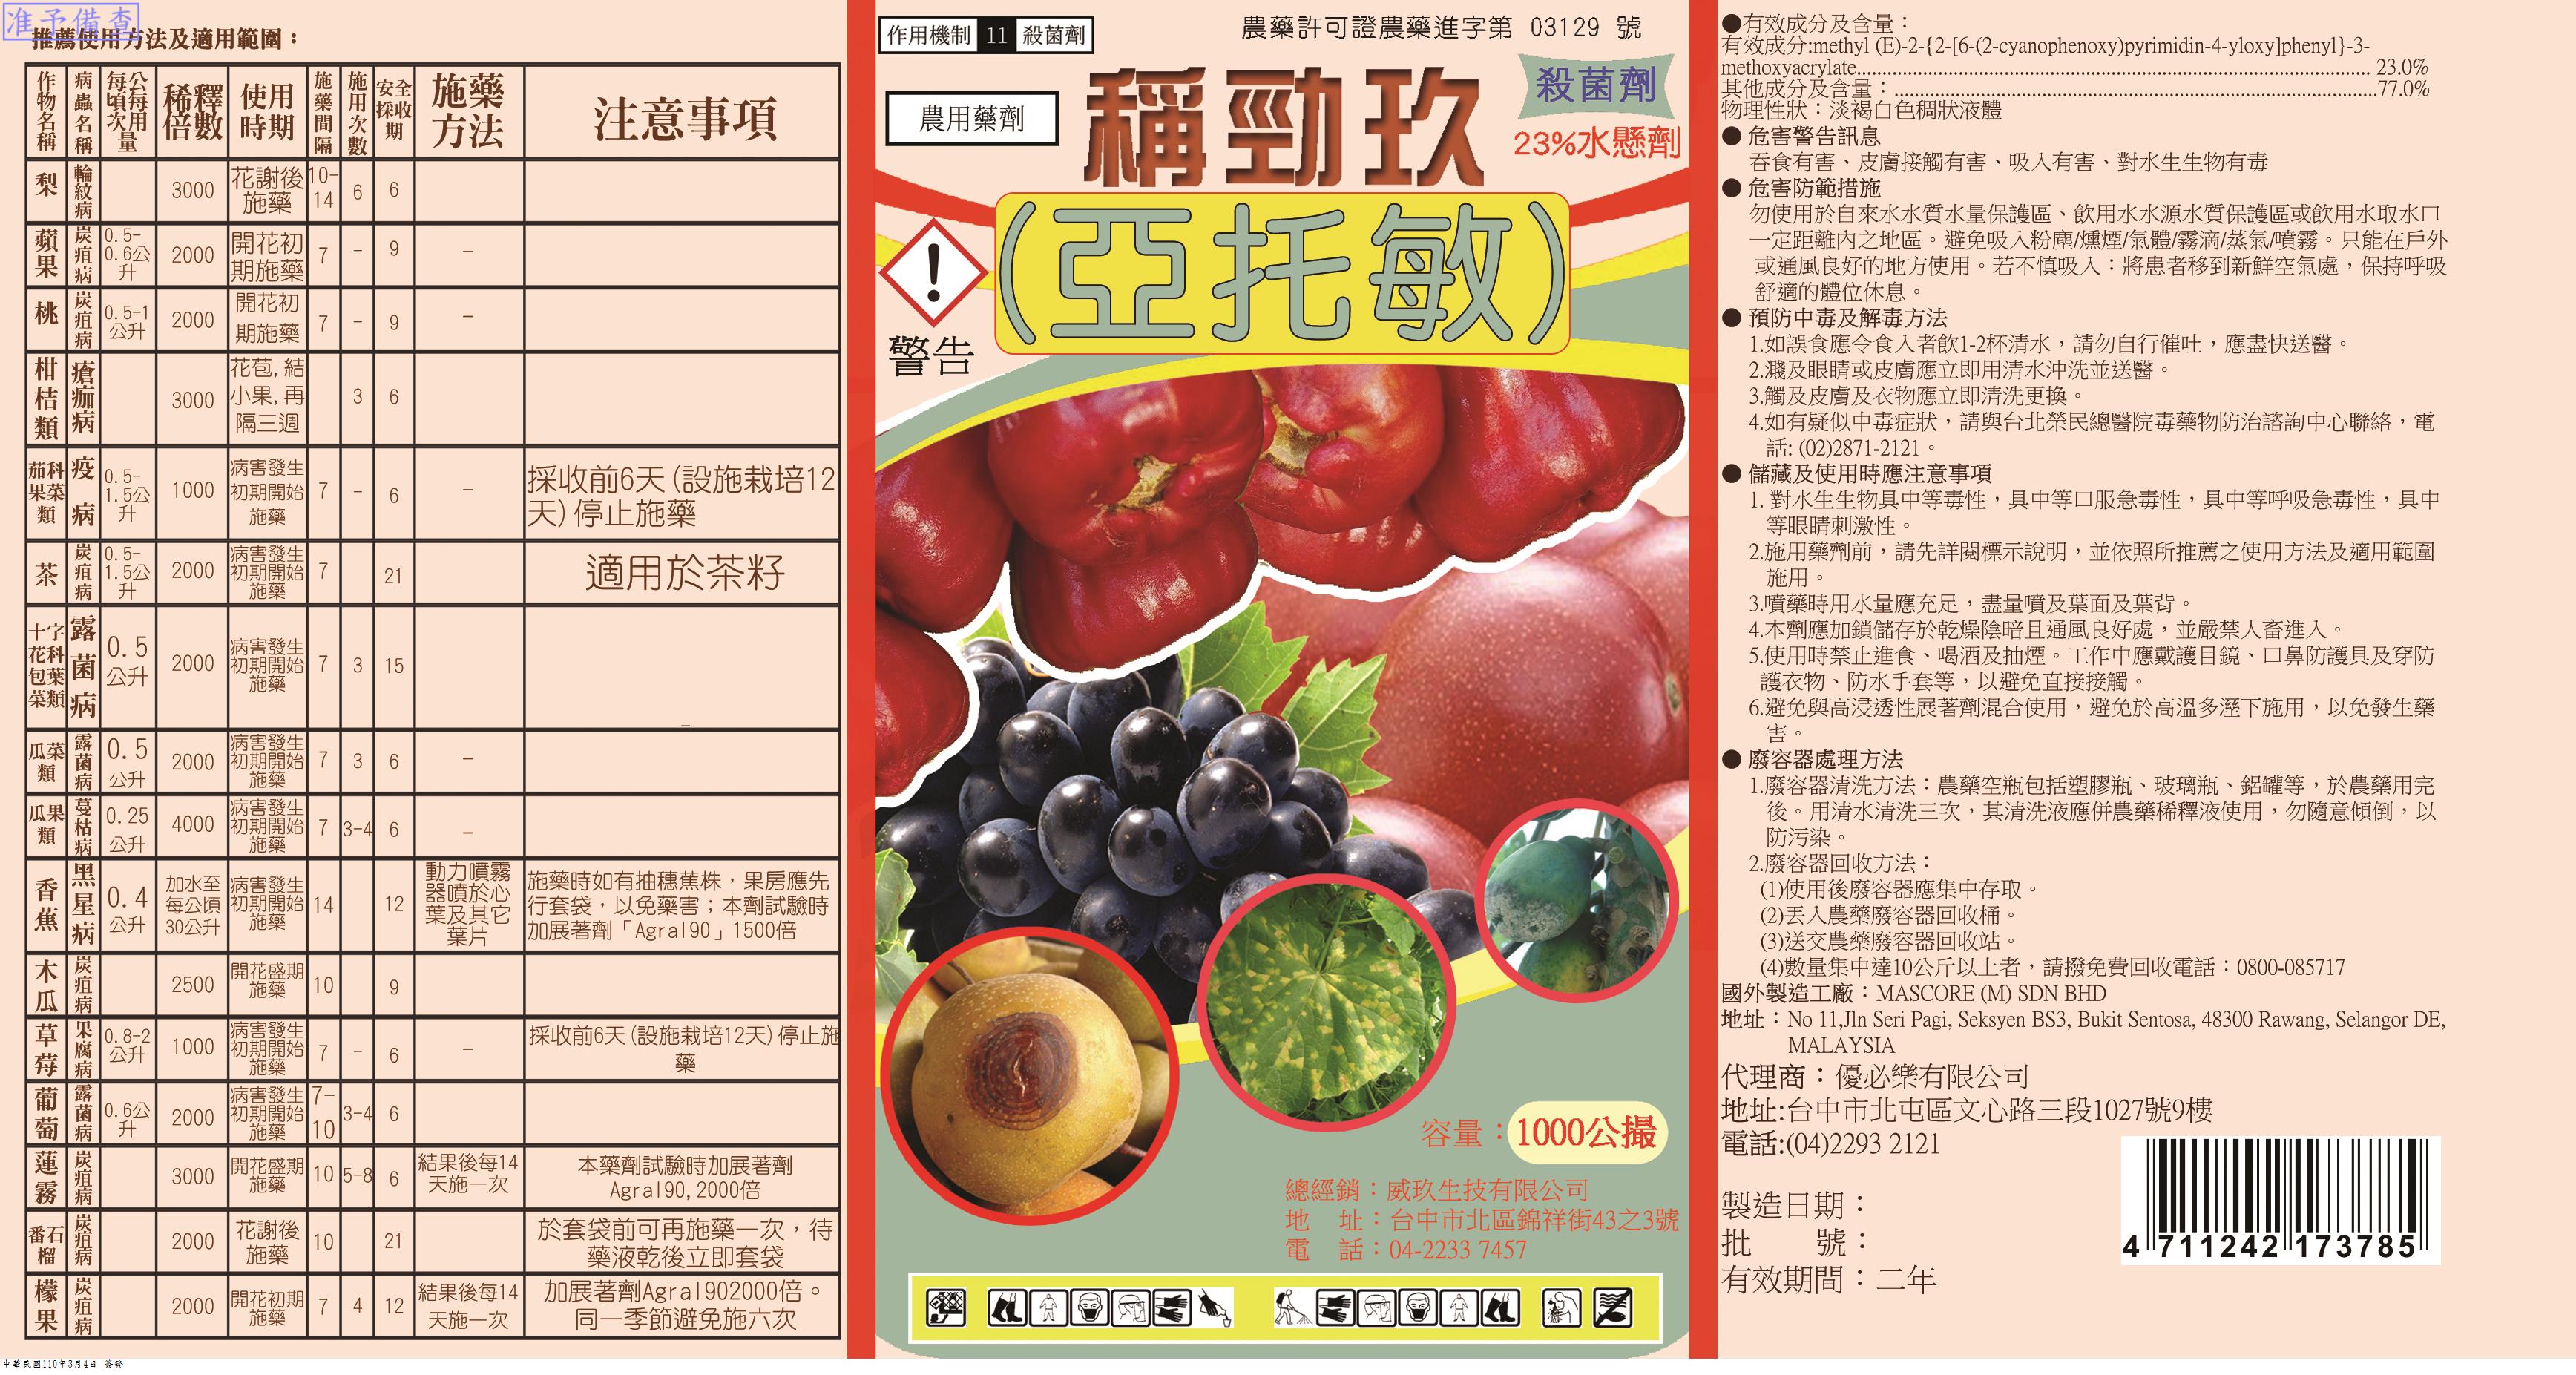 准予備查
推薦使用方法及適用範圍：
作物名稱 病蟲名稱 每公頃每次用量 稀釋倍數 使用時期 施藥間隔 施用次數 安全採收期 施藥方法 注意事項
梨 輪紋病 3000 花謝後施藥 10-14 6 6
蘋果 炭疽病 0.5-0.6公升 2000 開花初期施藥 7 - 9 -
桃 炭疽病 0.5-1公升 2000 開花初期施藥 7 - 9 -
柑桔類 瘡痂病 3000 花苞,結小果,再隔三週 3 6
茄科果菜類 疫病 0.5-1.5公升 1000 病害發生初期開始施藥 7 - 6 - 採收前6天(設施栽培12天)停止施藥
茶 炭疽病 0.5-1.5公升 2000 病害發生初期開始施藥 7 21 適用於茶籽
十字花科包葉菜類 露菌病 0.5公升 2000 病害發生初期開始施藥 7 3 15 -
瓜菜類 露菌病 0.5公升 2000 病害發生初期開始施藥 7 3 6 -
瓜果類 蔓枯病 0.25公升 4000 病害發生初期開始施藥 7 3-4 6 -
香蕉 黑星病 0.4公升 加水至每公頃30公升 病害發生初期開始施藥 14 12 動力噴霧器噴於心葉及其它葉片 施藥時如有抽穗蕉株，果房應先行套袋，以免藥害；本劑試驗時加展著劑「Agral90」1500倍
木瓜 炭疽病 2500 開花盛期施藥 10 9
草莓 果腐病 0.8-2公升 1000 病害發生初期開始施藥 7 - 6 - 採收前6天(設施栽培12天)停止施藥
葡萄 露菌病 0.6公升 2000 病害發生初期開始施藥 7-10 3-4 6
蓮霧 炭疽病 3000 開花盛期施藥 10 5-8 6 結果後每14天施一次 本藥劑試驗時加展著劑Agral90,2000倍
番石榴 炭疽病 2000 花謝後施藥 10 21 於套袋前可再施藥一次，待藥液乾後立即套袋
檬果 炭疽病 2000 開花初期施藥 7 4 12 結果後每14天施一次 加展著劑Agral902000倍。同一季節避免施六次
中華民國110年3月4日 簽發
作用機制 11 殺菌劑
農藥許可證農藥進字第 03129 號
農用藥劑
稱勁玖
殺菌劑
23%水懸劑
(亞托敏)
警告
容量：1000公撮
總經銷：威玖生技有限公司
地　址：台中市北區錦祥街43之3號
電　話：04-2233 7457
●有效成分及含量：
有效成分:methyl (E)-2-{2-[6-(2-cyanophenoxy)pyrimidin-4-yloxy]phenyl}-3-
methoxyacrylate........ 23.0%
其他成分及含量：........77.0%
物理性狀：淡褐白色稠狀液體
● 危害警告訊息
吞食有害、皮膚接觸有害、吸入有害、對水生生物有毒
● 危害防範措施
勿使用於自來水水質水量保護區、飲用水水源水質保護區或飲用水取水口
一定距離內之地區。避免吸入粉塵/燻煙/氣體/霧滴/蒸氣/噴霧。只能在戶外
或通風良好的地方使用。若不慎吸入：將患者移到新鮮空氣處，保持呼吸
舒適的體位休息。
● 預防中毒及解毒方法
1.如誤食應令食入者飲1-2杯清水，請勿自行催吐，應盡快送醫。
2.濺及眼睛或皮膚應立即用清水沖洗並送醫。
3.觸及皮膚及衣物應立即清洗更換。
4.如有疑似中毒症狀，請與台北榮民總醫院毒藥物防治諮詢中心聯絡，電
話: (02)2871-2121。
● 儲藏及使用時應注意事項
1. 對水生生物具中等毒性，具中等口服急毒性，具中等呼吸急毒性，具中
等眼睛刺激性。
2.施用藥劑前，請先詳閱標示說明，並依照所推薦之使用方法及適用範圍
施用。
3.噴藥時用水量應充足，盡量噴及葉面及葉背。
4.本劑應加鎖儲存於乾燥陰暗且通風良好處，並嚴禁人畜進入。
5.使用時禁止進食、喝酒及抽煙。工作中應戴護目鏡、口鼻防護具及穿防
護衣物、防水手套等，以避免直接接觸。
6.避免與高浸透性展著劑混合使用，避免於高溫多溼下施用，以免發生藥
害。
● 廢容器處理方法
1.廢容器清洗方法：農藥空瓶包括塑膠瓶、玻璃瓶、鋁罐等，於農藥用完
後。用清水清洗三次，其清洗液應併農藥稀釋液使用，勿隨意傾倒，以
防污染。
2.廢容器回收方法：
(1)使用後廢容器應集中存取。
(2)丟入農藥廢容器回收桶。
(3)送交農藥廢容器回收站。
(4)數量集中達10公斤以上者，請撥免費回收電話：0800-085717
國外製造工廠：MASCORE (M) SDN BHD
地址：No 11,Jln Seri Pagi, Seksyen BS3, Bukit Sentosa, 48300 Rawang, Selangor DE,
MALAYSIA
代理商：優必樂有限公司
地址:台中市北屯區文心路三段1027號9樓
電話:(04)2293 2121
製造日期：
批　　號：
有效期間：二年
4 711242 173785